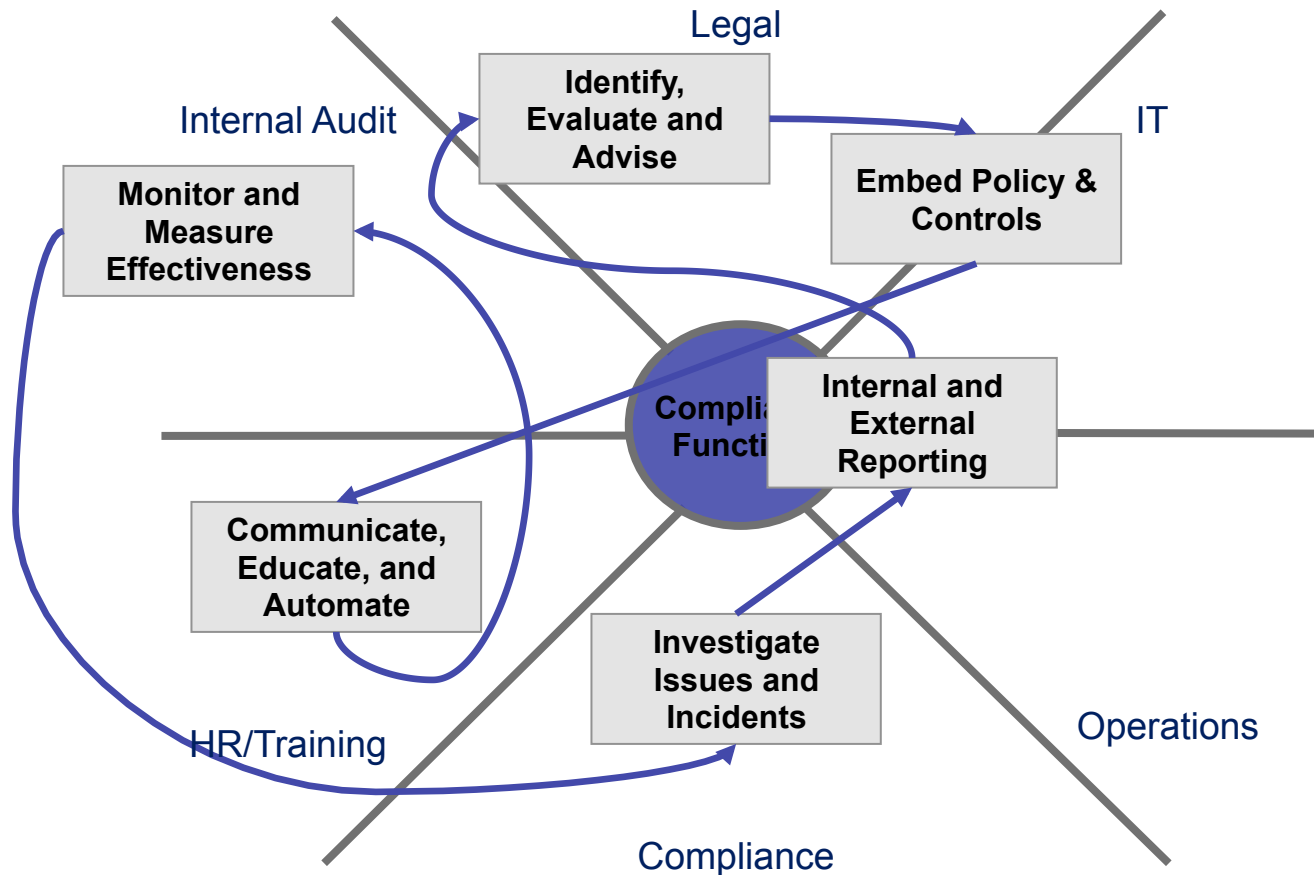 Legal
Internal Audit
IT
Identify,
Evaluate and
Advise
Embed Policy &
Controls
Monitor and
Measure
Effectiveness
Internal and
External
Reporting
Communicate,
Educate, and
Automate
Investigate
Issues and
Incidents
HR/Training
Operations
Compliance